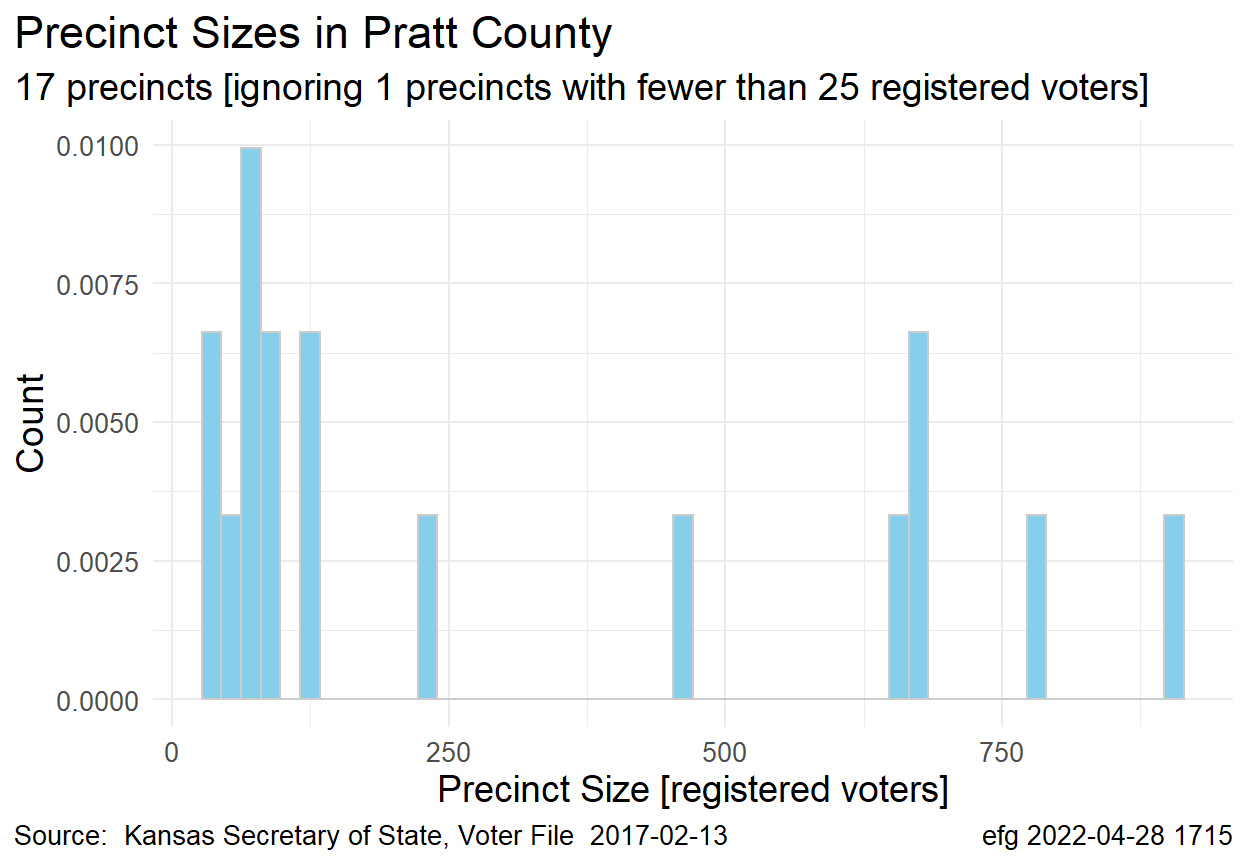 Precinct Sizes in Pratt County
17 precincts [ignoring 1 precincts with fewer than 25 registered voters]
0.0100
0.0075
0.0050
0.0025
0.0000
Count
0 250 500 750
Precinct Size [registered voters]
Source:  Kansas Secretary of State, Voter File  2017-02-13 efg 2022-04-28 1715